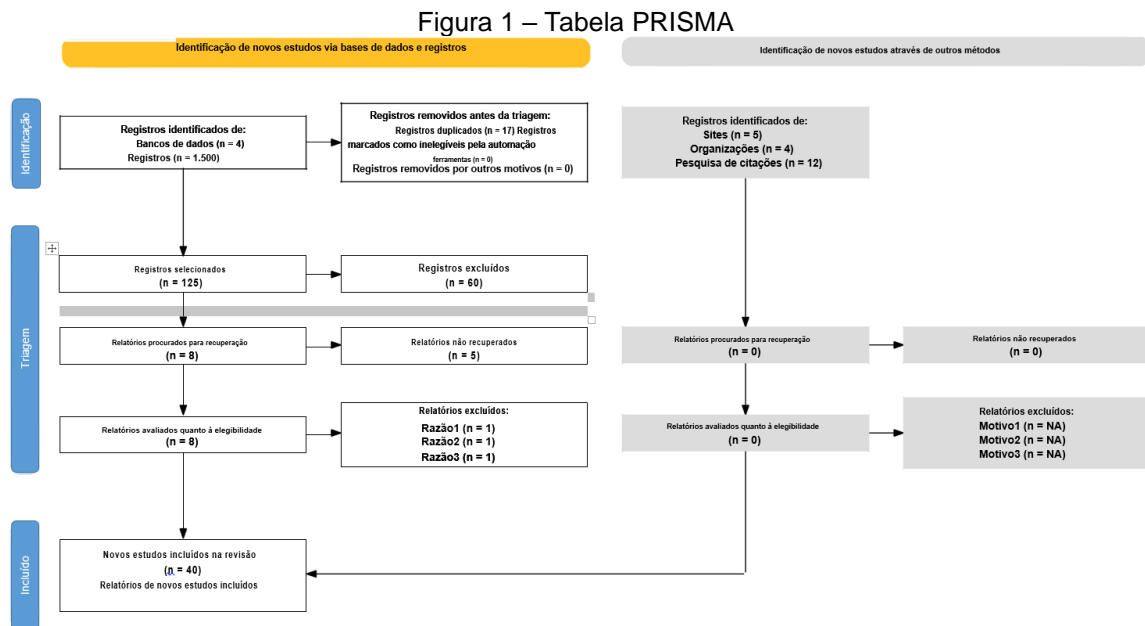 Figura 1 – Tabela PRISMA
Identificação de novos estudos via bases de dados e registros
Identificação de novos estudos através de outros métodos
Identificação
Registros identificados de:
Bancos de dados (n = 4)
Registros (n = 1.500)
Registros removidos antes da triagem:
Registros duplicados (n = 17) Registros
marcados como inelegíveis pela automação
ferramentas (n = 0)
Registros removidos por outros motivos (n = 0)
Registros identificados de:
Sites (n = 5)
Organizações (n = 4)
Pesquisa de citações (n = 12)
Triagem
Registros selecionados
(n = 125)
Registros excluídos
(n = 60)
Relatórios procurados para recuperação
(n = 8)
Relatórios não recuperados
(n = 5)
Relatórios procurados para recuperação
(n = 0)
Relatórios não recuperados
(n = 0)
Relatórios avaliados quanto à elegibilidade
(n = 8)
Relatórios excluídos:
Razão1 (n = 1)
Razão2 (n = 1)
Razão3 (n = 1)
Relatórios avaliados quanto à elegibilidade
(n = 0)
Relatórios excluídos:
Motivo1 (n = NA)
Motivo2 (n = NA)
Motivo3 (n = NA)
Incluído
Novos estudos incluídos na revisão
(n = 40)
Relatórios de novos estudos incluídos